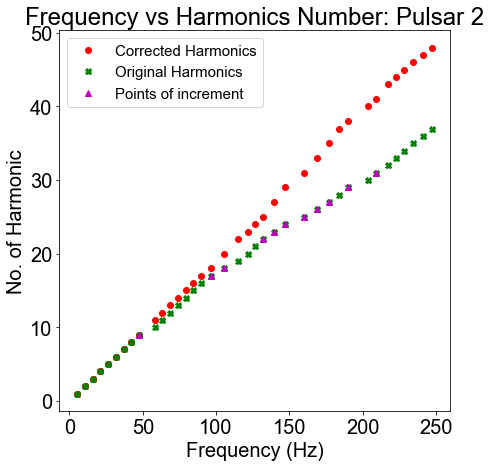 Frequency vs Harmonics Number: Pulsar 2
Corrected Harmonics
Original Harmonics
Points of increment
No. of Harmonic
50
40
30
20
10
0
0 50 100 150 200 250
Frequency (Hz)